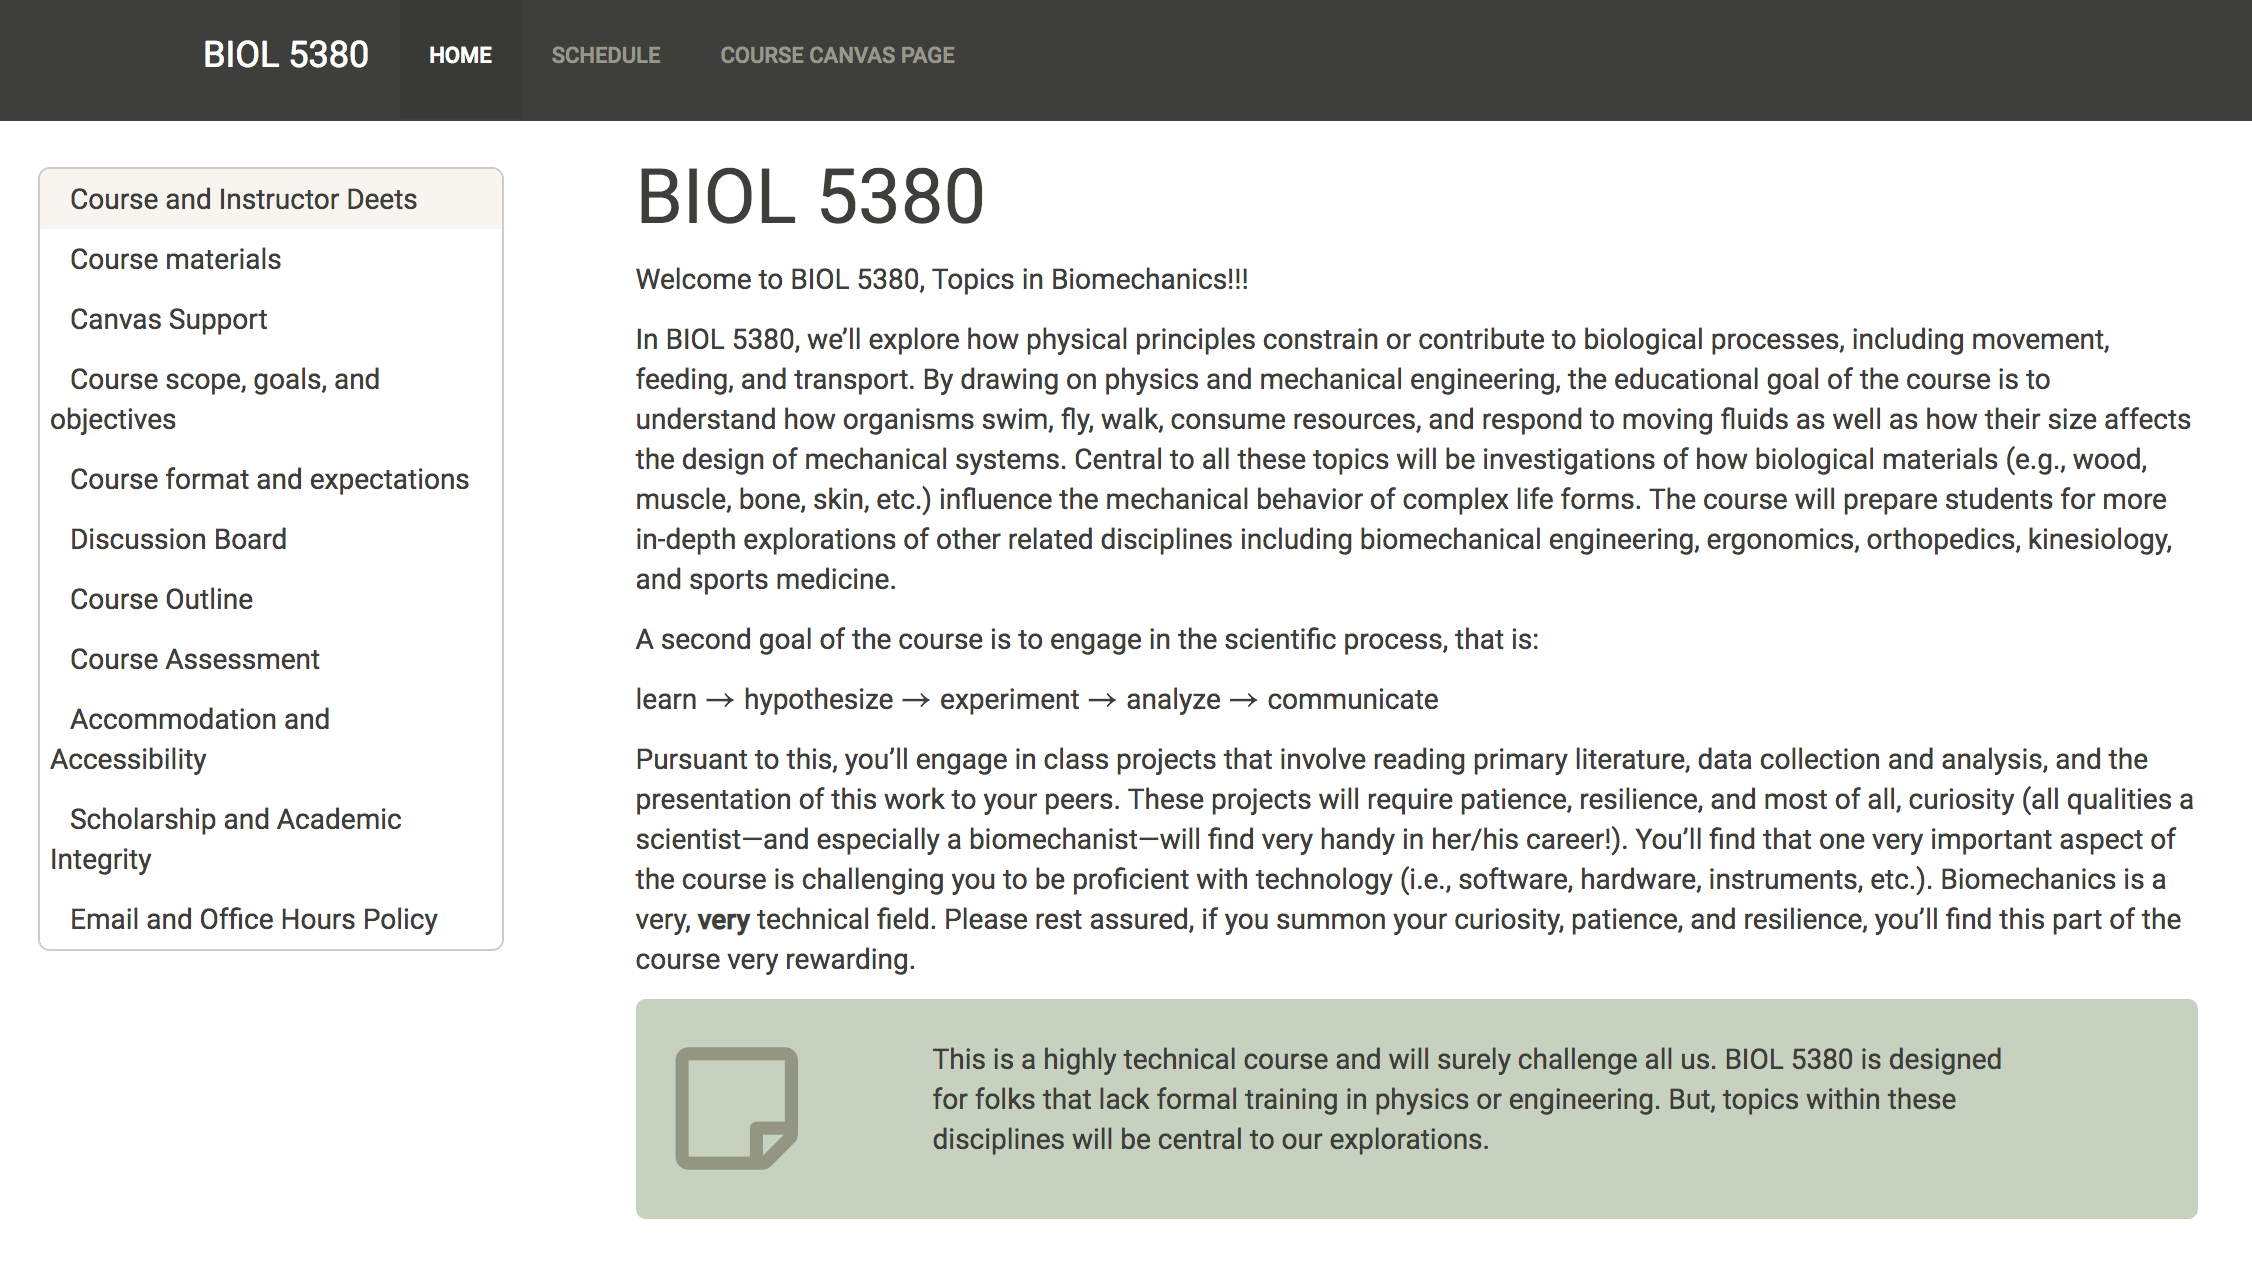 BIOL 5380 HOME SCHEDULE COURSE CANVAS PAGE
Course and Instructor Deets
Course materials
Canvas Support
Course scope, goals, and
objectives
Course format and expectations
Discussion Board
Course Outline
Course Assessment
Accommodation and
Accessibility
Scholarship and Academic
Integrity
Email and Office Hours Policy
BIOL 5380
Welcome to BIOL 5380, Topics in Biomechanics!!!
In BIOL 5380, we’ll explore how physical principles constrain or contribute to biological processes, including movement,
feeding, and transport. By drawing on physics and mechanical engineering, the educational goal of the course is to
understand how organisms swim, fly, walk, consume resources, and respond to moving fluids as well as how their size affects
the design of mechanical systems. Central to all these topics will be investigations of how biological materials (e.g., wood,
muscle, bone, skin, etc.) influence the mechanical behavior of complex life forms. The course will prepare students for more
in-depth explorations of other related disciplines including biomechanical engineering, ergonomics, orthopedics, kinesiology,
and sports medicine.
A second goal of the course is to engage in the scientific process, that is:
learn → hypothesize → experiment → analyze → communicate
Pursuant to this, you’ll engage in class projects that involve reading primary literature, data collection and analysis, and the
presentation of this work to your peers. These projects will require patience, resilience, and most of all, curiosity (all qualities a
scientist—and especially a biomechanist—will find very handy in her/his career!). You’ll find that one very important aspect of
the course is challenging you to be proficient with technology (i.e., software, hardware, instruments, etc.). Biomechanics is a
very, very technical field. Please rest assured, if you summon your curiosity, patience, and resilience, you’ll find this part of the
course very rewarding.
This is a highly technical course and will surely challenge all us. BIOL 5380 is designed
for folks that lack formal training in physics or engineering. But, topics within these
disciplines will be central to our explorations.